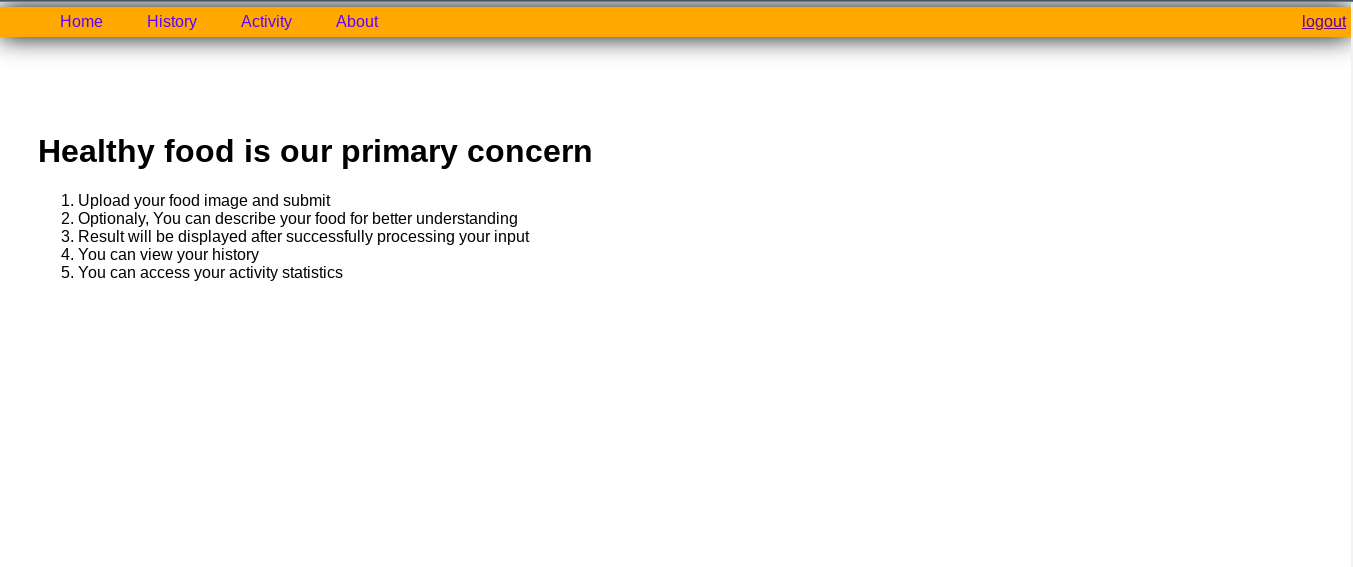 Home History Activity About logout
Healthy food is our primary concern
1. Upload your food image and submit
2. Optionaly, You can describe your food for better understanding
3. Result will be displayed after successfully processing your input
4. You can view your history
5. You can access your activity statistics